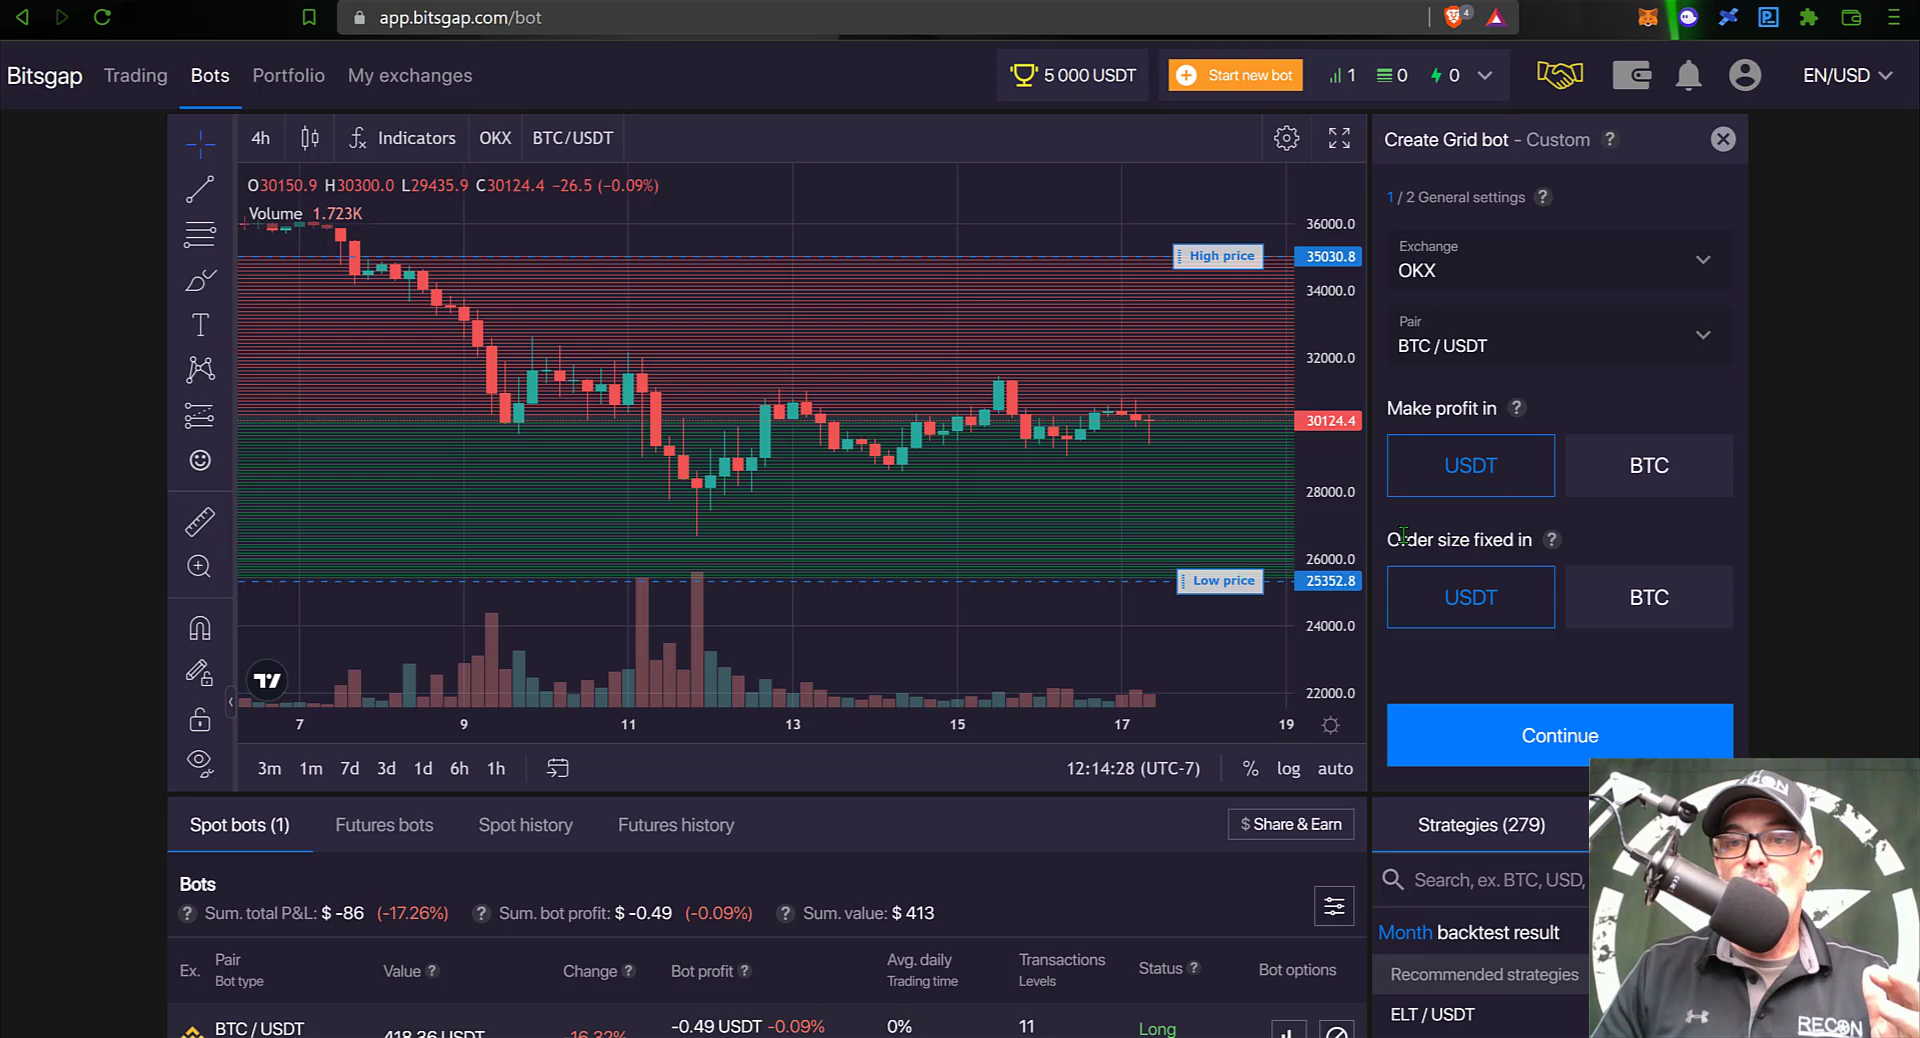 app.bitsgap.com/bot
4
Bitsgap
Trading
Bots
Portfolio
My exchanges
5 000 USDT
Start new bot
1
0
0
EN/USD
4h
Indicators
OKX
BTC/USDT
O30150.9 H30300.0 L29435.9 C30124.4 −26.5 (−0.09%)
Volume 1.723K
36000.0
High price
35030.8
34000.0
32000.0
30124.4
28000.0
26000.0
Low price
25352.8
24000.0
22000.0
7
9
11
13
15
17
19
3m
1m
7d
3d
1d
6h
1h
12:14:28 (UTC-7)
%
log
auto
Create Grid bot - Custom ?
1 / 2 General settings ?
Exchange
OKX
Pair
BTC / USDT
Make profit in ?
USDT
BTC
Order size fixed in ?
USDT
BTC
Continue
Spot bots (1)
Futures bots
Spot history
Futures history
$ Share & Earn
Bots
? Sum. total P&L: $ -86 (-17.26%)
? Sum. bot profit: $ -0.49 (-0.09%)
? Sum. value: $ 413
Ex.
Pair
Bot type
Value ?
Change ?
Bot profit ?
Avg. daily
Trading time
Transactions
Levels
Status ?
Bot options
BTC / USDT
418.36 USDT
-16.32%
-0.49 USDT -0.09%
0%
11
Long
Strategies (279)
Search, ex. BTC, USD,
Month backtest result
Recommended strategies
ELT / USDT
RECON